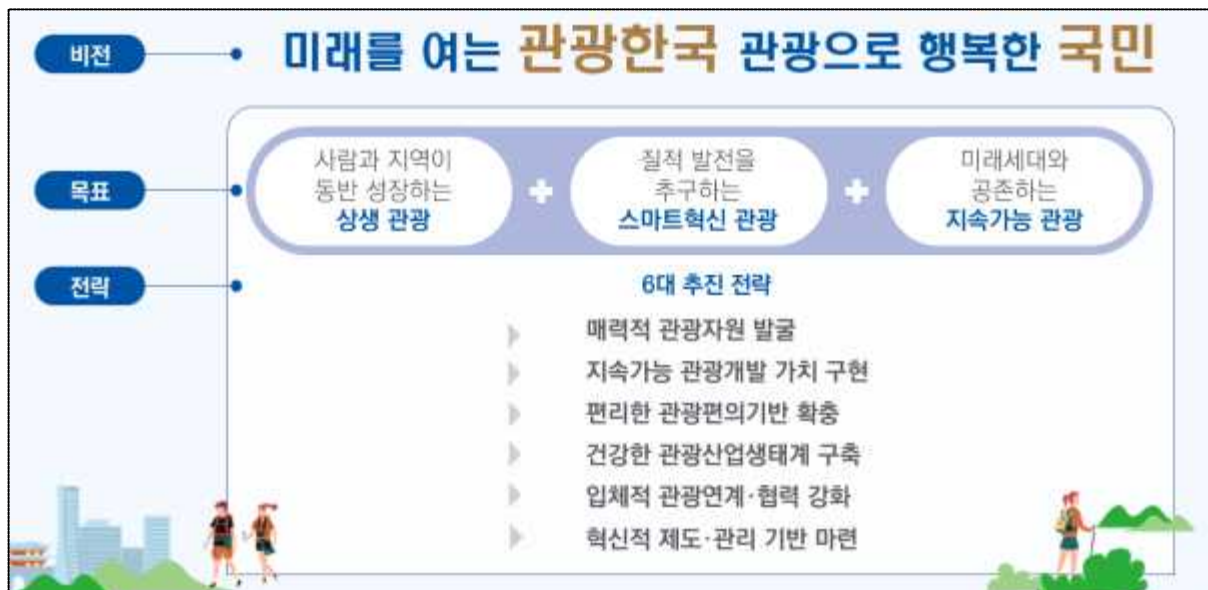 비전
미래를 여는 관광한국 관광으로 행복한 국민
목표
사람과 지역이
동반 성장하는
상생 관광
+
질적 발전을
추구하는
스마트혁신 관광
+
미래세대와
공존하는
지속가능 관광
전략
6대 추진 전략
매력적 관광자원 발굴
지속가능 관광개발 가치 구현
편리한 관광편의기반 확충
건강한 관광산업생태계 구축
입체적 관광연계·협력 강화
혁신적 제도·관리 기반 마련